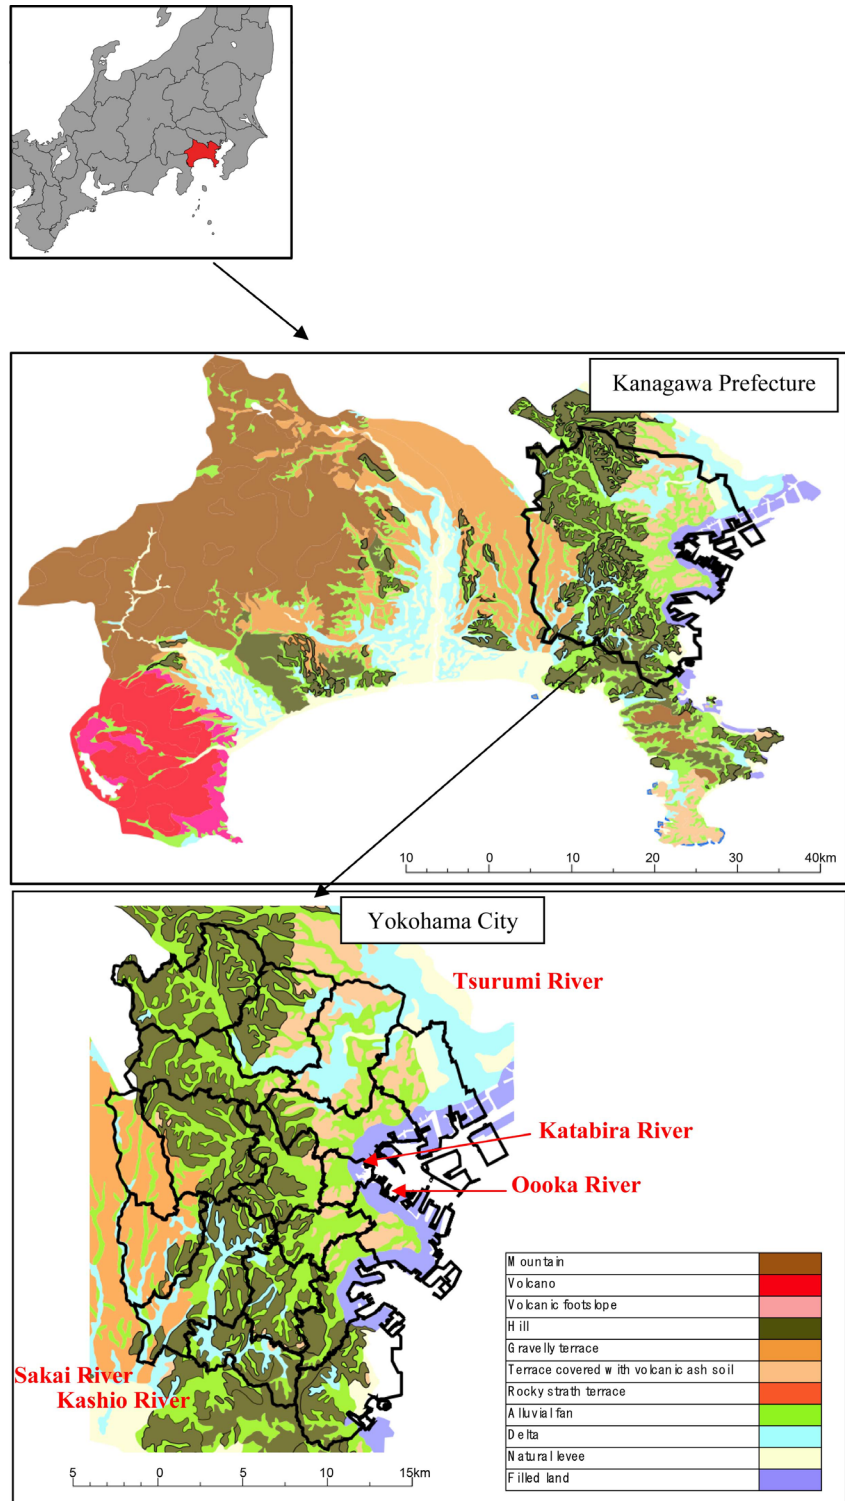 Kanagawa Prefecture
10 0 10 20 30 40km
Yokohama City
Tsurumi River
Katabira River
Oooka River
Sakai River
Kashio River
Mountain
Volcano
Volcanic footslope
Hill
Gravelly terrace
Terrace covered with volcanic ash soil
Rocky strath terrace
Alluvial fan
Delta
Natural levee
Filled land
5 0 5 10 15km